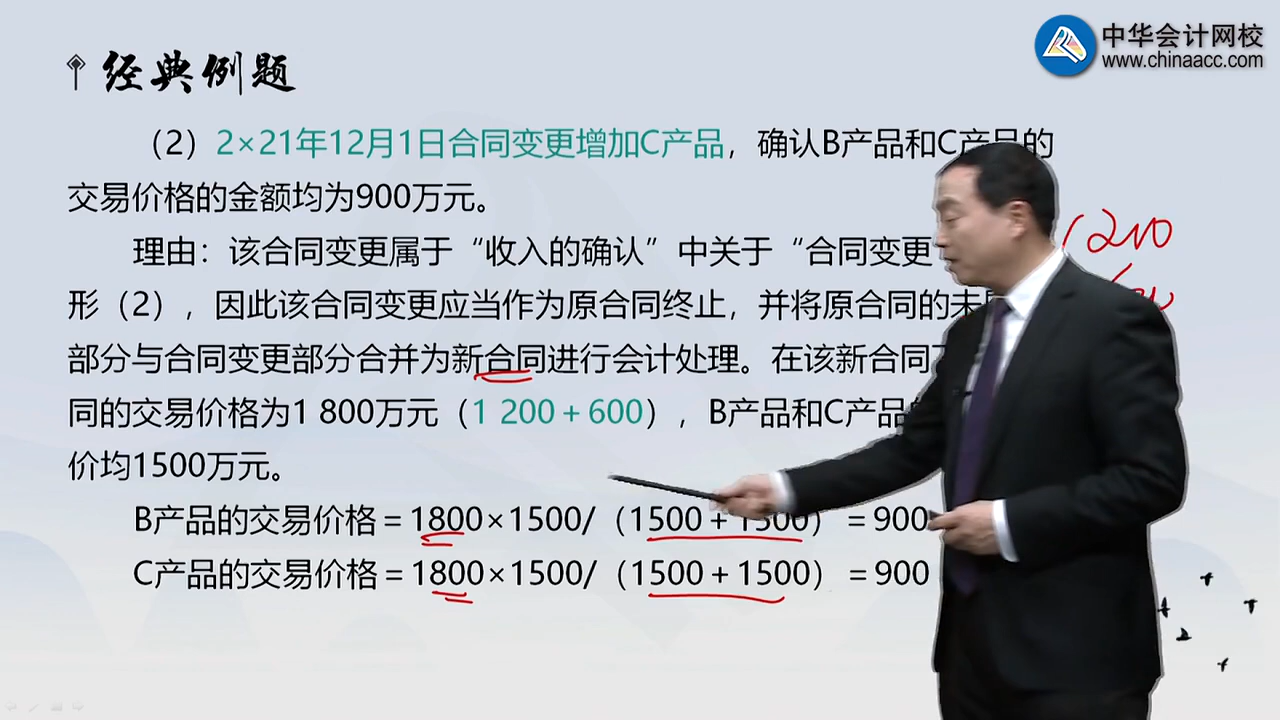 中华会计网校
www.chinaacc.com
经典例题
（2）2×21年12月1日合同变更增加C产品，确认B产品和C产品的
交易价格的金额均为900万元。
理由：该合同变更属于“收入的确认”中关于“合同变更
形（2），因此该合同变更应当作为原合同终止，并将原合同的未
部分与合同变更部分合并为新合同进行会计处理。在该新合同
同的交易价格为1 800万元（1 200＋600），B产品和C产品
价均1500万元。
B产品的交易价格＝1800×1500/（1500＋1500）＝900
C产品的交易价格＝1800×1500/（1500＋1500）＝900
1200